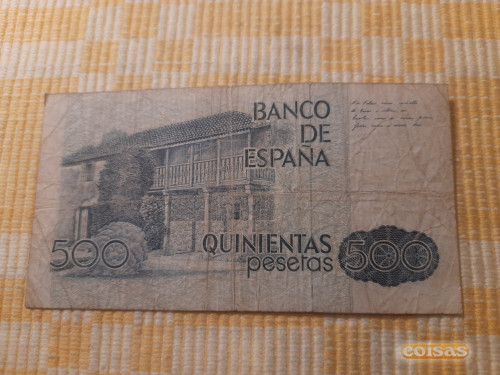 BANCO
DE
ESPAÑA
500
QUINIENTAS
500
pesetas
coisas